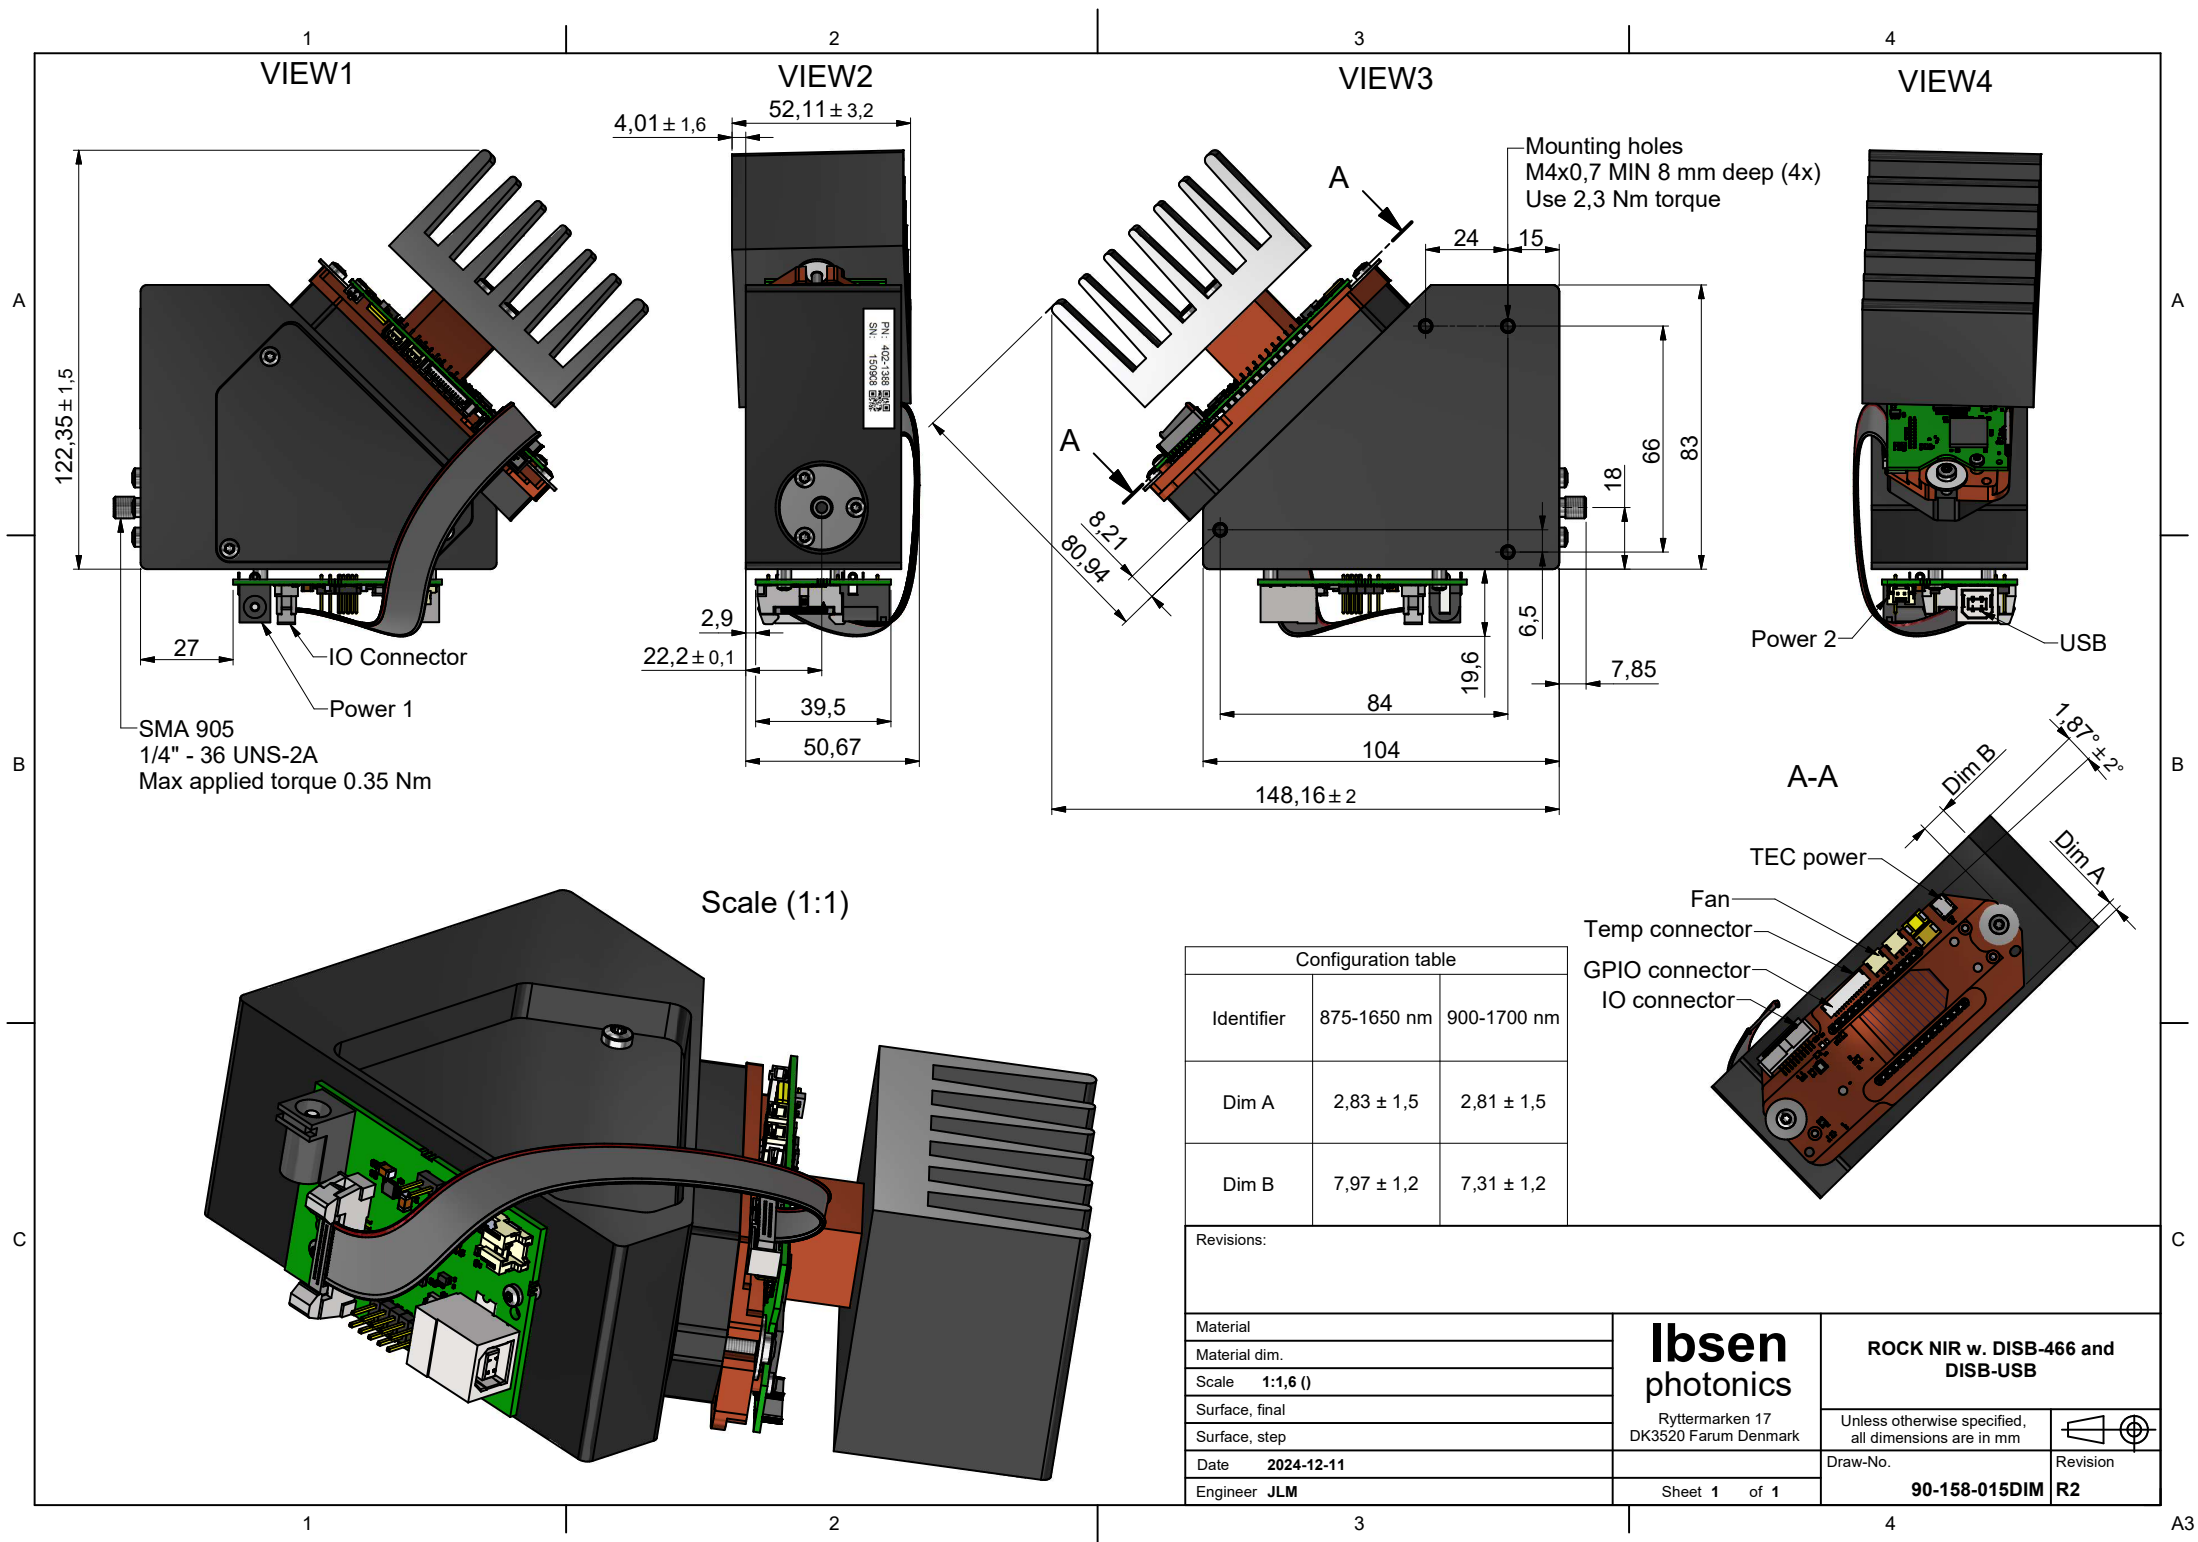 1
2
3
4
VIEW1
VIEW2
VIEW3
VIEW4
A
A
B
B
C
C
122,35 ± 1,5
27
IO Connector
Power 1
SMA 905
1/4" - 36 UNS-2A
Max applied torque 0.35 Nm
4,01 ± 1,6
52,11 ± 3,2
PN: 402-1388
SN: 150908
2,9
22,2 ± 0,1
39,5
50,67
Mounting holes
M4x0,7 MIN 8 mm deep (4x)
Use 2,3 Nm torque
A
A
24
15
66
83
18
8,21
80,94
6,5
19,6
7,85
84
104
148,16 ± 2
Power 2
USB
A-A
1,87° ± 2°
Dim B
Dim A
TEC power
Fan
Temp connector
GPIO connector
IO connector
Scale (1:1)
Configuration table
Identifier 875-1650 nm 900-1700 nm
Dim A 2,83 ± 1,5 2,81 ± 1,5
Dim B 7,97 ± 1,2 7,31 ± 1,2
Revisions:
Material
Material dim.
Scale 1:1,6 ()
Surface, final
Surface, step
Date 2024-12-11
Engineer JLM
Ibsen
photonics
Ryttermarken 17
DK3520 Farum Denmark
Sheet 1 of 1
ROCK NIR w. DISB-466 and
DISB-USB
Unless otherwise specified,
all dimensions are in mm
Draw-No.
90-158-015DIM
Revision
R2
1
2
3
4
A3